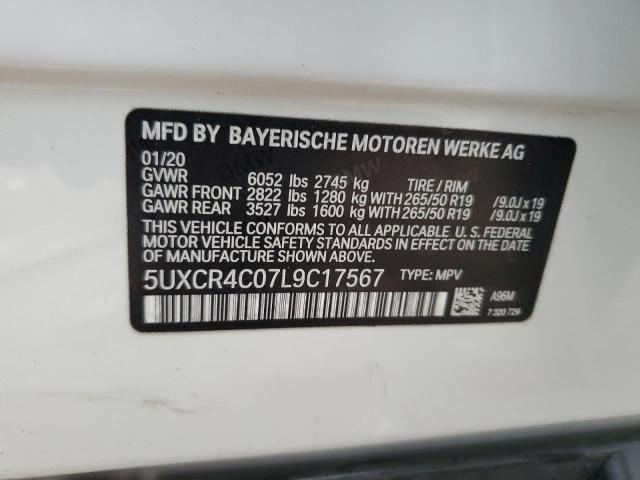 MFD BY BAYERISCHE MOTOREN WERKE AG
01/20
GVWR 6052 lbs 2745 kg TIRE / RIM
GAWR FRONT 2822 lbs 1280 kg WITH 265/50 R19 /9.0J x 19
GAWR REAR 3527 lbs 1600 kg WITH 265/50 R19 /9.0J x 19
THIS VEHICLE CONFORMS TO ALL APPLICABLE U. S. FEDERAL
MOTOR VEHICLE SAFETY STANDARDS IN EFFECT ON THE DATE
OF MANUFACTURE.
5UXCR4C07L9C17567 TYPE: MPV
A96M
7 320 729